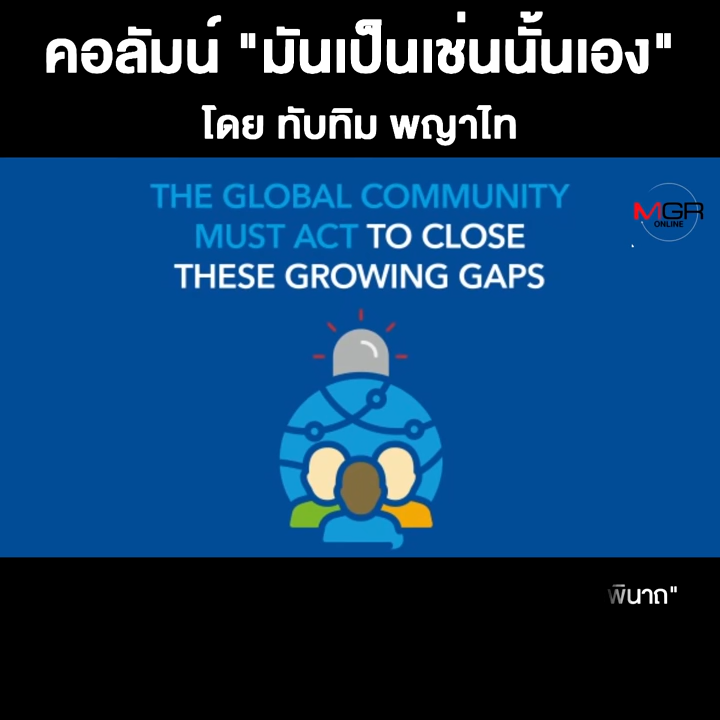 คอลัมน์ "มันเป็นเช่นนั้นเอง"
โดย ทับทิม พญาไท
THE GLOBAL COMMUNITY
MUST ACT TO CLOSE
THESE GROWING GAPS
MGR
ONLINE
พินาถ"